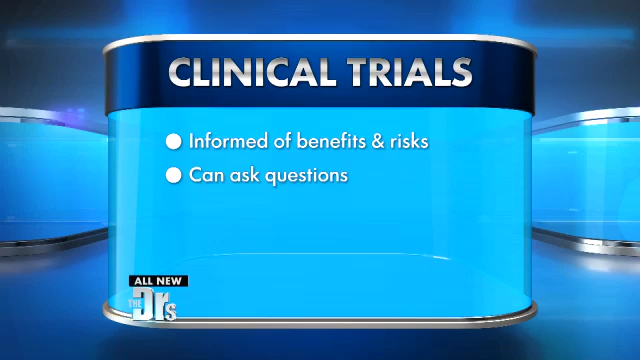 CLINICAL TRIALS
● Informed of benefits & risks
● Can ask questions
ALL NEW
THE Drs